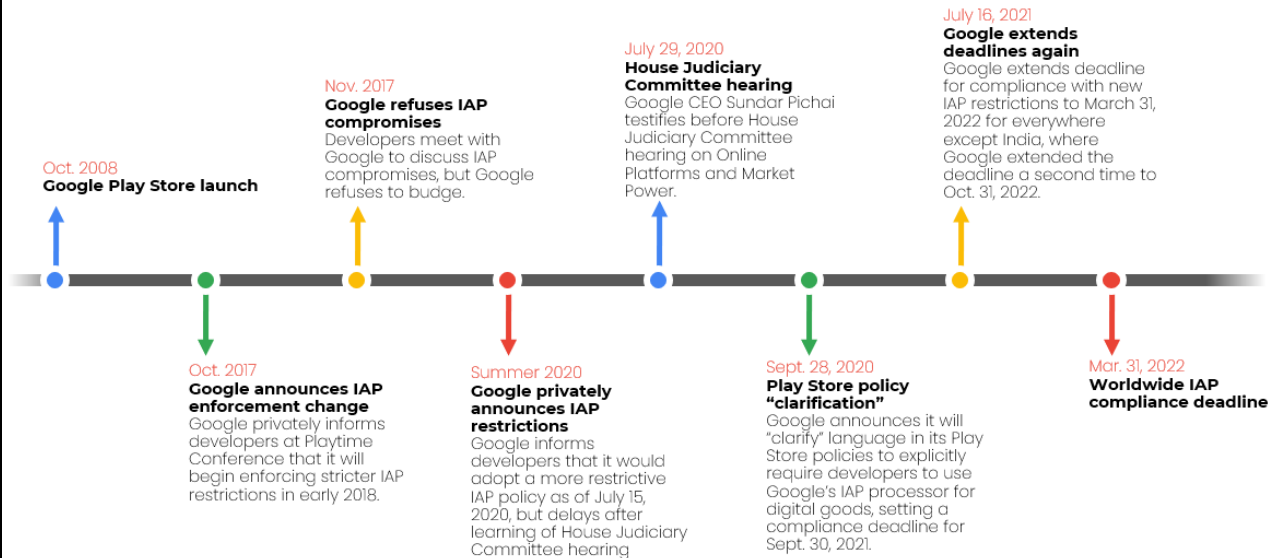 Oct. 2008
Google Play Store launch
Oct. 2017
Google announces IAP
enforcement change
Google privately informs
developers at Playtime
Conference that it will
begin enforcing stricter IAP
restrictions in early 2018.
Nov. 2017
Google refuses IAP
compromises
Developers meet with
Google to discuss IAP
compromises, but Google
refuses to budge.
Summer 2020
Google privately
announces IAP
restrictions
Google informs
developers that it would
adopt a more restrictive
IAP policy as of July 15,
2020, but delays after
learning of House Judiciary
Committee hearing
July 29, 2020
House Judiciary
Committee hearing
Google CEO Sundar Pichai
testifies before House
Judiciary Committee
hearing on Online
Platforms and Market
Power.
Sept. 28, 2020
Play Store policy
“clarification”
Google announces it will
“clarify” language in its Play
Store policies to explicitly
require developers to use
Google’s IAP processor for
digital goods, setting a
compliance deadline for
Sept. 30, 2021.
July 16, 2021
Google extends
deadlines again
Google extends deadline
for compliance with new
IAP restrictions to March 31,
2022 for everywhere
except India, where
Google extended the
deadline a second time to
Oct. 31, 2022.
Mar. 31, 2022
Worldwide IAP
compliance deadline